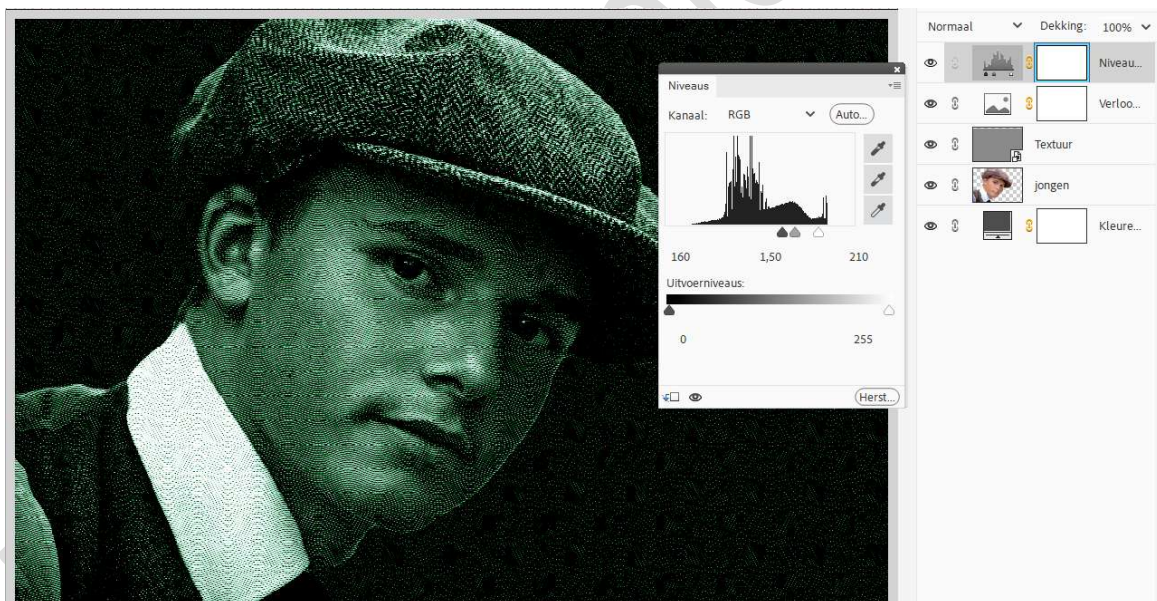 Normaal Dekking: 100%
Niveaus
Kanaal: RGB Auto...
160 1,50 210
Uitvoerniveaus:
0 255
Herst...
Niveau...
Verloo...
Textuur
jongen
Kleure...